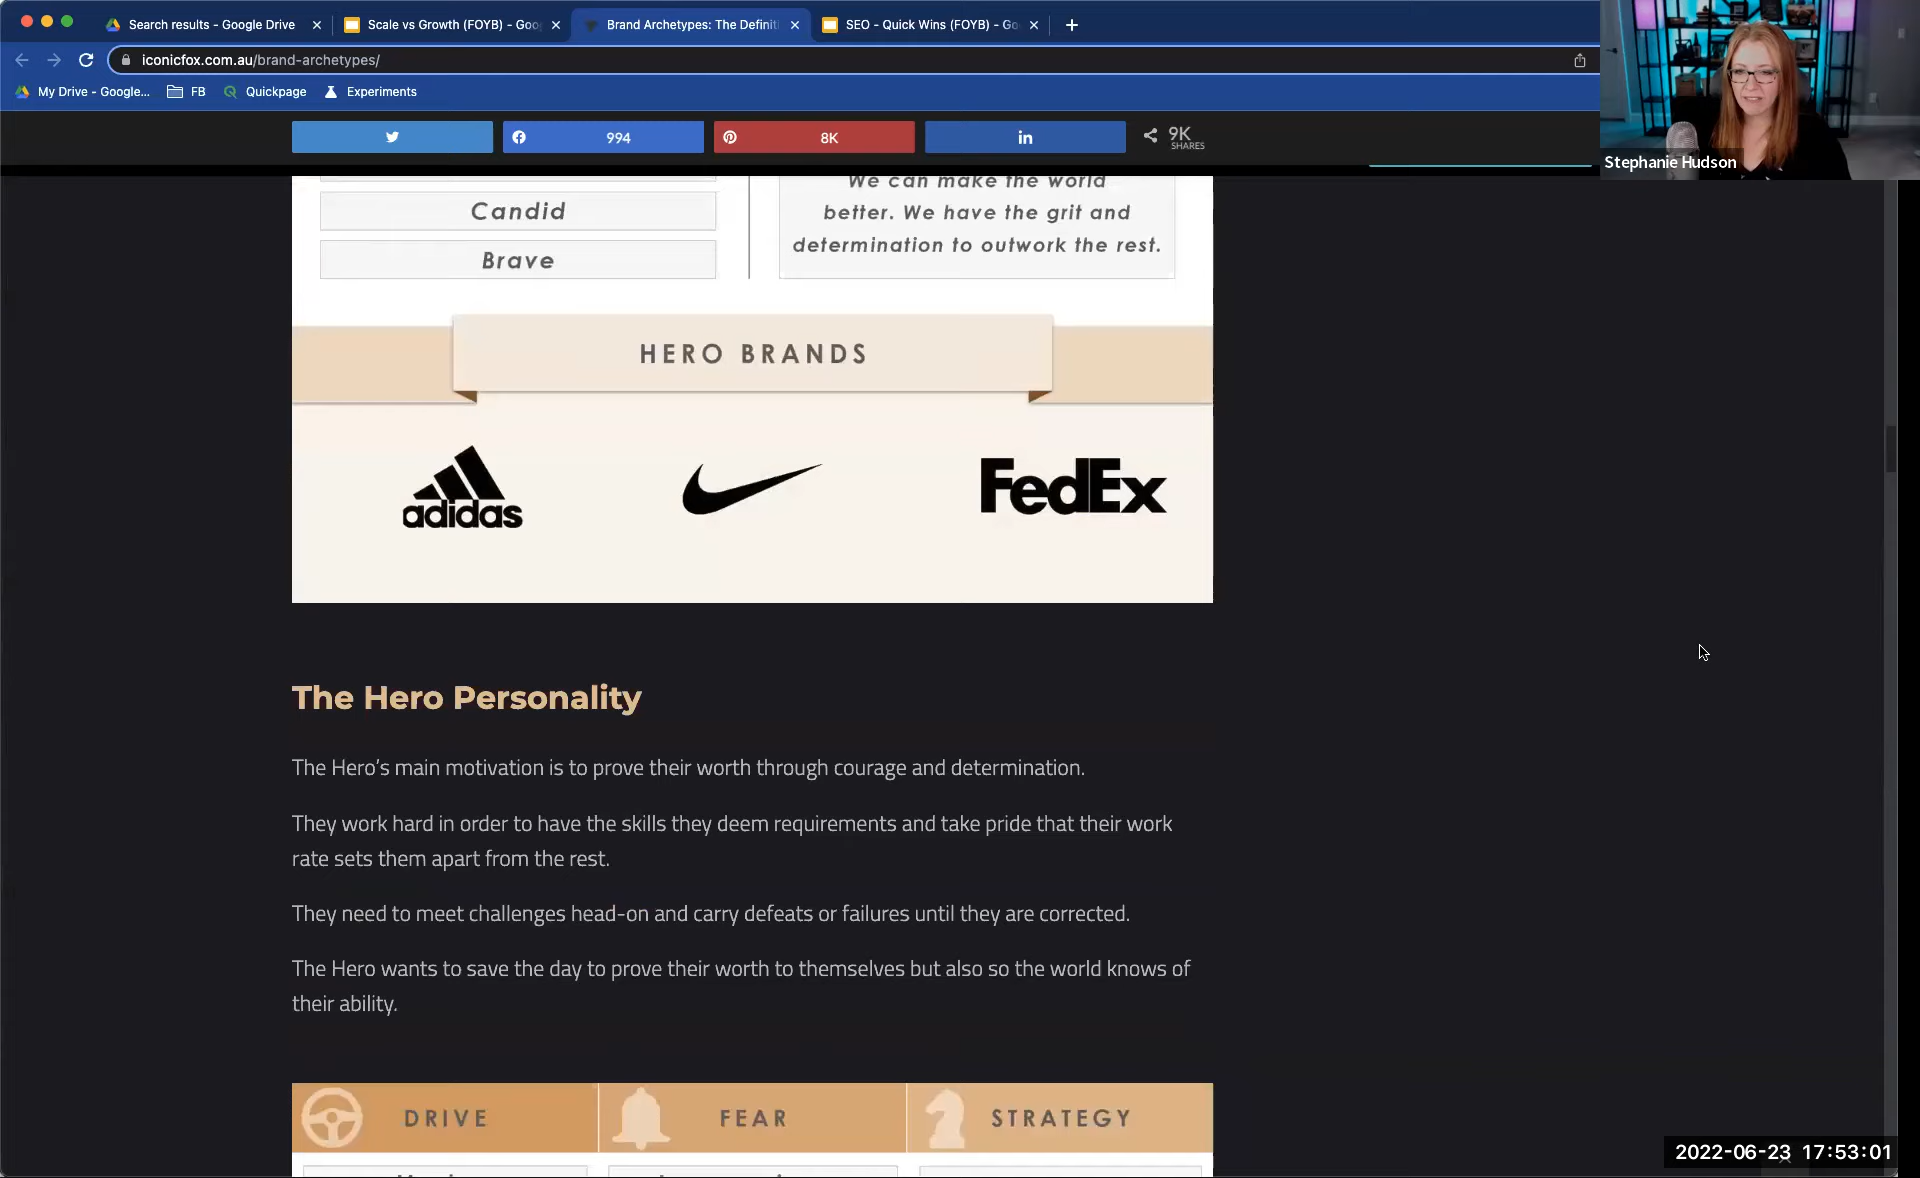 Search results - Google Drive
Scale vs Growth (FOYB) - Goo
Brand Archetypes: The Definit
SEO - Quick Wins (FOYB) - Go
iconicfox.com.au/brand-archetypes/
My Drive - Google...
FB
Quickpage
Experiments
994
8K
in
9K
SHARES
Stephanie Hudson
Candid
Brave
We can make the world
better. We have the grit and
determination to outwork the rest.
HERO BRANDS
adidas
FedEx
The Hero Personality
The Hero’s main motivation is to prove their worth through courage and determination.
They work hard in order to have the skills they deem requirements and take pride that their work
rate sets them apart from the rest.
They need to meet challenges head-on and carry defeats or failures until they are corrected.
The Hero wants to save the day to prove their worth to themselves but also so the world knows of
their ability.
DRIVE
FEAR
STRATEGY
2022-06-23 17:53:01